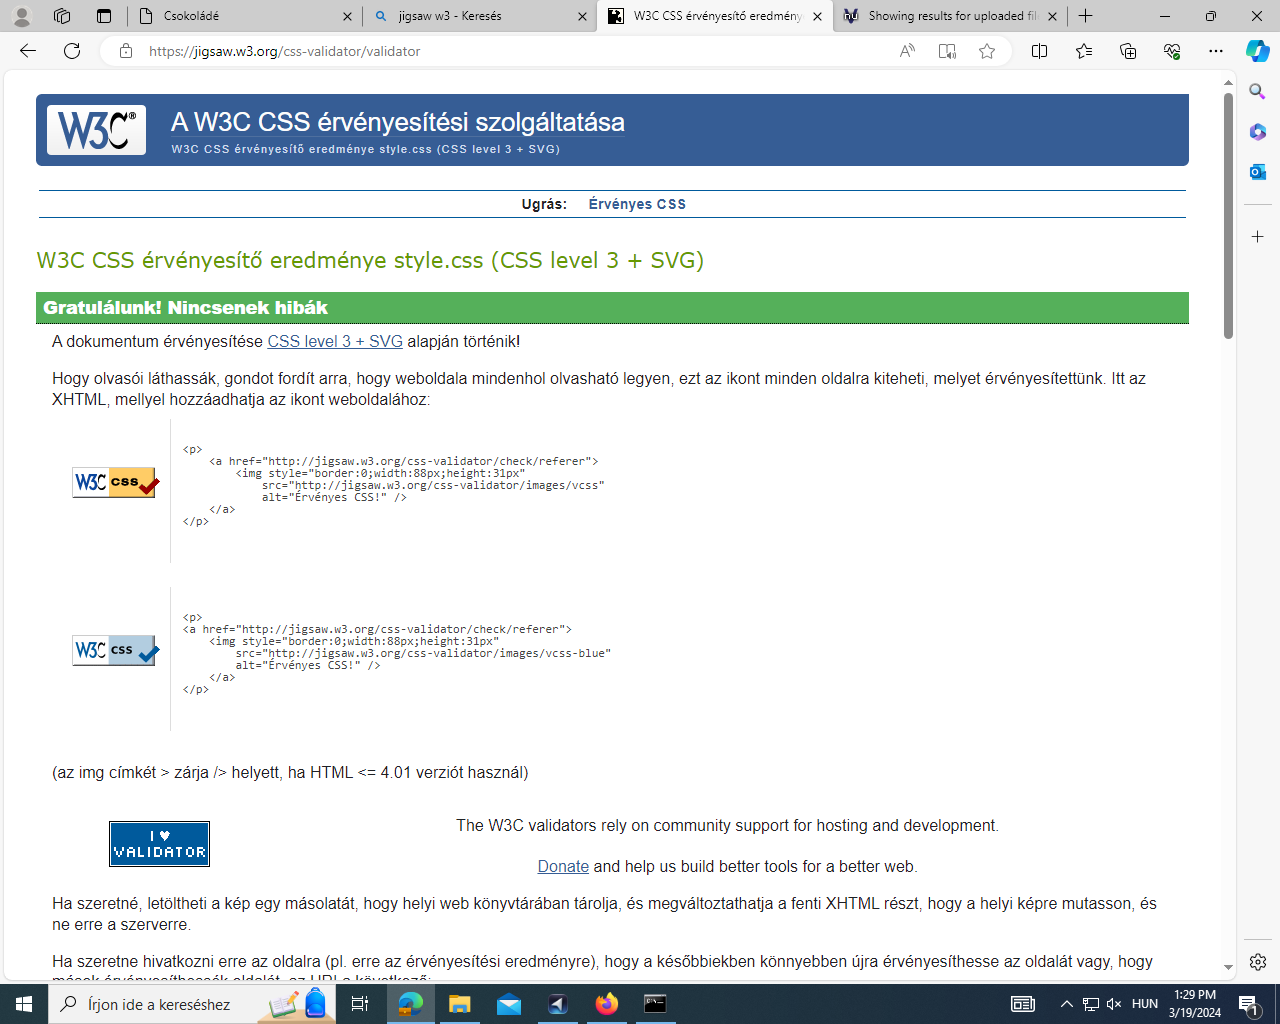 Csokoládé
jigsaw w3 - Keresés
W3C CSS érvényesítő eredmény
Showing results for uploaded fil
https://jigsaw.w3.org/css-validator/validator
W3C®
A W3C CSS érvényesítési szolgáltatása
W3C CSS érvényesítő eredménye style.css (CSS level 3 + SVG)
Ugrás: Érvényes CSS
W3C CSS érvényesítő eredménye style.css (CSS level 3 + SVG)
Gratulálunk! Nincsenek hibák
A dokumentum érvényesítése CSS level 3 + SVG alapján történik!
Hogy olvasói láthassák, gondot fordít arra, hogy weboldala mindenhol olvasható legyen, ezt az ikont minden oldalra kiteheti, melyet érvényesítettünk. Itt az
XHTML, mellyel hozzáadhatja az ikont weboldalához:
W3C css
<p>
<a href="http://jigsaw.w3.org/css-validator/check/referer">
<img style="border:0;width:88px;height:31px"
src="http://jigsaw.w3.org/css-validator/images/vcss"
alt="Érvényes CSS!" />
</a>
</p>
W3C css
<p>
<a href="http://jigsaw.w3.org/css-validator/check/referer">
<img style="border:0;width:88px;height:31px"
src="http://jigsaw.w3.org/css-validator/images/vcss-blue"
alt="Érvényes CSS!" />
</a>
</p>
(az img címkét > zárja /> helyett, ha HTML <= 4.01 verziót használ)
I ♥
VALIDATOR
The W3C validators rely on community support for hosting and development.
Donate and help us build better tools for a better web.
Ha szeretné, letöltheti a kép egy másolatát, hogy helyi web könyvtárában tárolja, és megváltoztathatja a fenti XHTML részt, hogy a helyi képre mutasson, és
ne erre a szerverre.
Ha szeretne hivatkozni erre az oldalra (pl. erre az érvényesítési eredményre), hogy a későbbiekben könnyebben újra érvényesíthesse az oldalát vagy, hogy
mások érvényesíthessék oldalát, az URI a következő:
Írjon ide a kereséshez
HUN
1:29 PM
3/19/2024
1